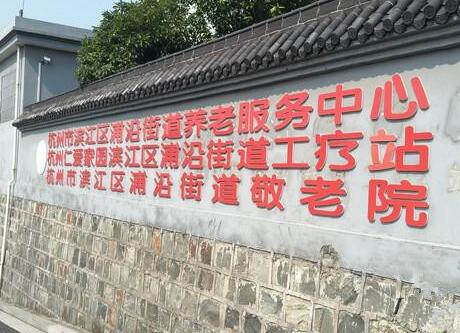 杭州市滨江区浦沿街道养老服务中心
杭州仁爱家园滨江区浦沿街道工疗站
杭州市滨江区浦沿街道敬老院